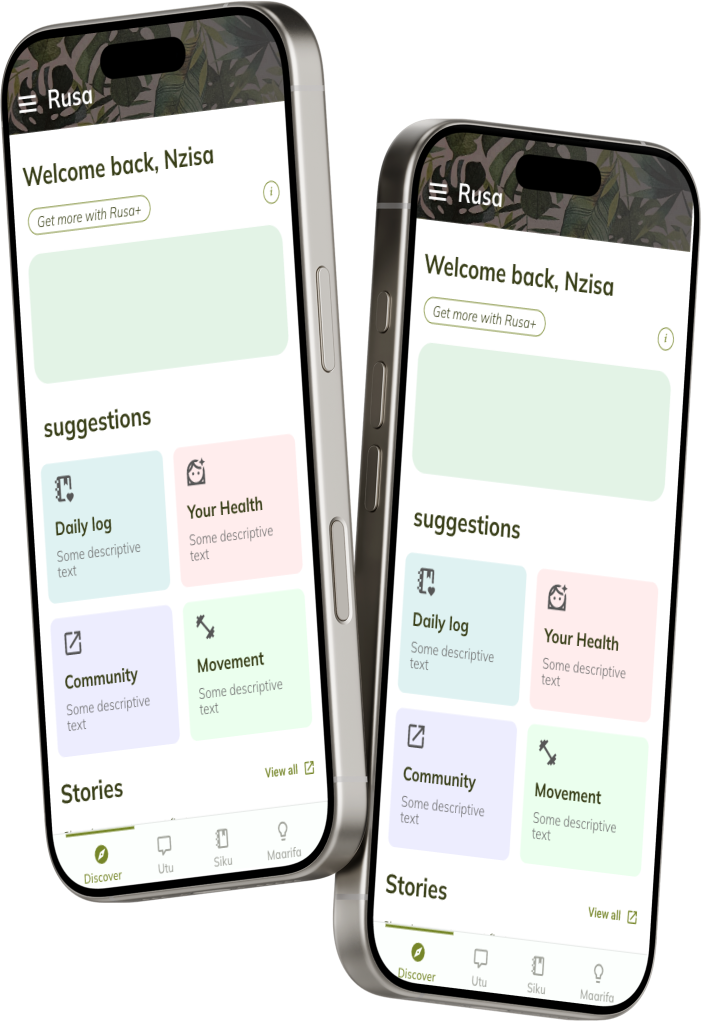 Rusa
Welcome back, Nzisa
Get more with Rusa+
i
suggestions
Daily log
Some descriptive
text
Your Health
Some descriptive
text
Community
Some descriptive
text
Movement
Some descriptive
text
Stories
View all
Discover
Utu
Siku
Maarifa
Rusa
Welcome back, Nzisa
Get more with Rusa+
i
suggestions
Daily log
Some descriptive
text
Your Health
Some descriptive
text
Community
Some descriptive
text
Movement
Some descriptive
text
Stories
View all
Discover
Utu
Siku
Maarifa